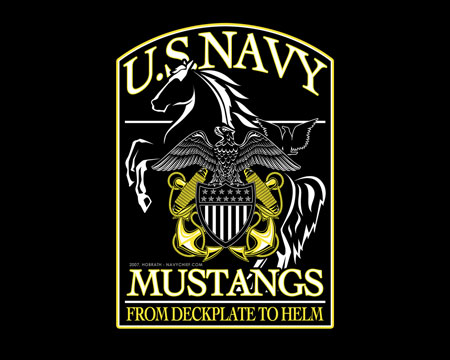 U.S. NAVY
2007, HOBRATH - NAVYCHIEF.COM
MUSTANGS
FROM DECKPLATE TO HELM